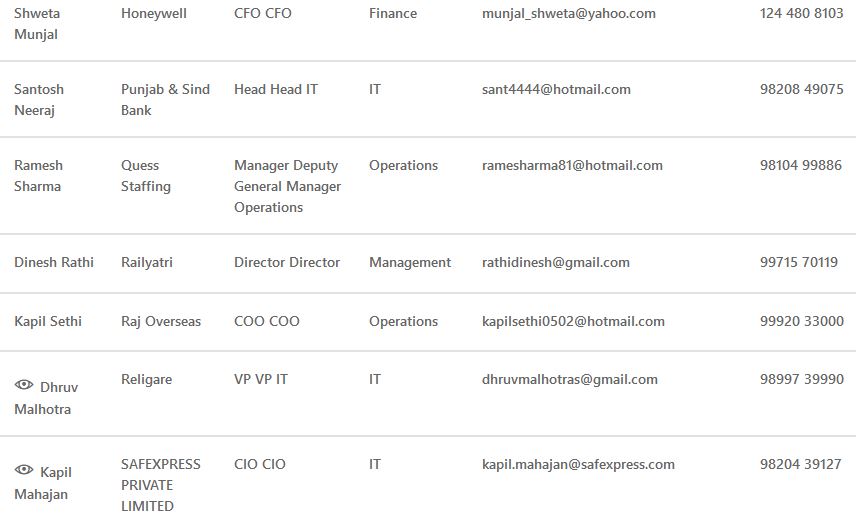 Shweta Munjal Honeywell CFO CFO Finance munjal_shweta@yahoo.com 124 480 8103
Santosh Neeraj Punjab & Sind Bank Head Head IT IT sant4444@hotmail.com 98208 49075
Ramesh Sharma Quess Staffing Manager Deputy General Manager Operations Operations ramesharma81@hotmail.com 98104 99886
Dinesh Rathi Railyatri Director Director Management rathidinesh@gmail.com 99715 70119
Kapil Sethi Raj Overseas COO COO Operations kapilsethi0502@hotmail.com 99920 33000
Dhruv Malhotra Religare VP VP IT IT dhruvmalhotras@gmail.com 98997 39990
Kapil Mahajan SAFEXPRESS PRIVATE LIMITED CIO CIO IT kapil.mahajan@safexpress.com 98204 39127